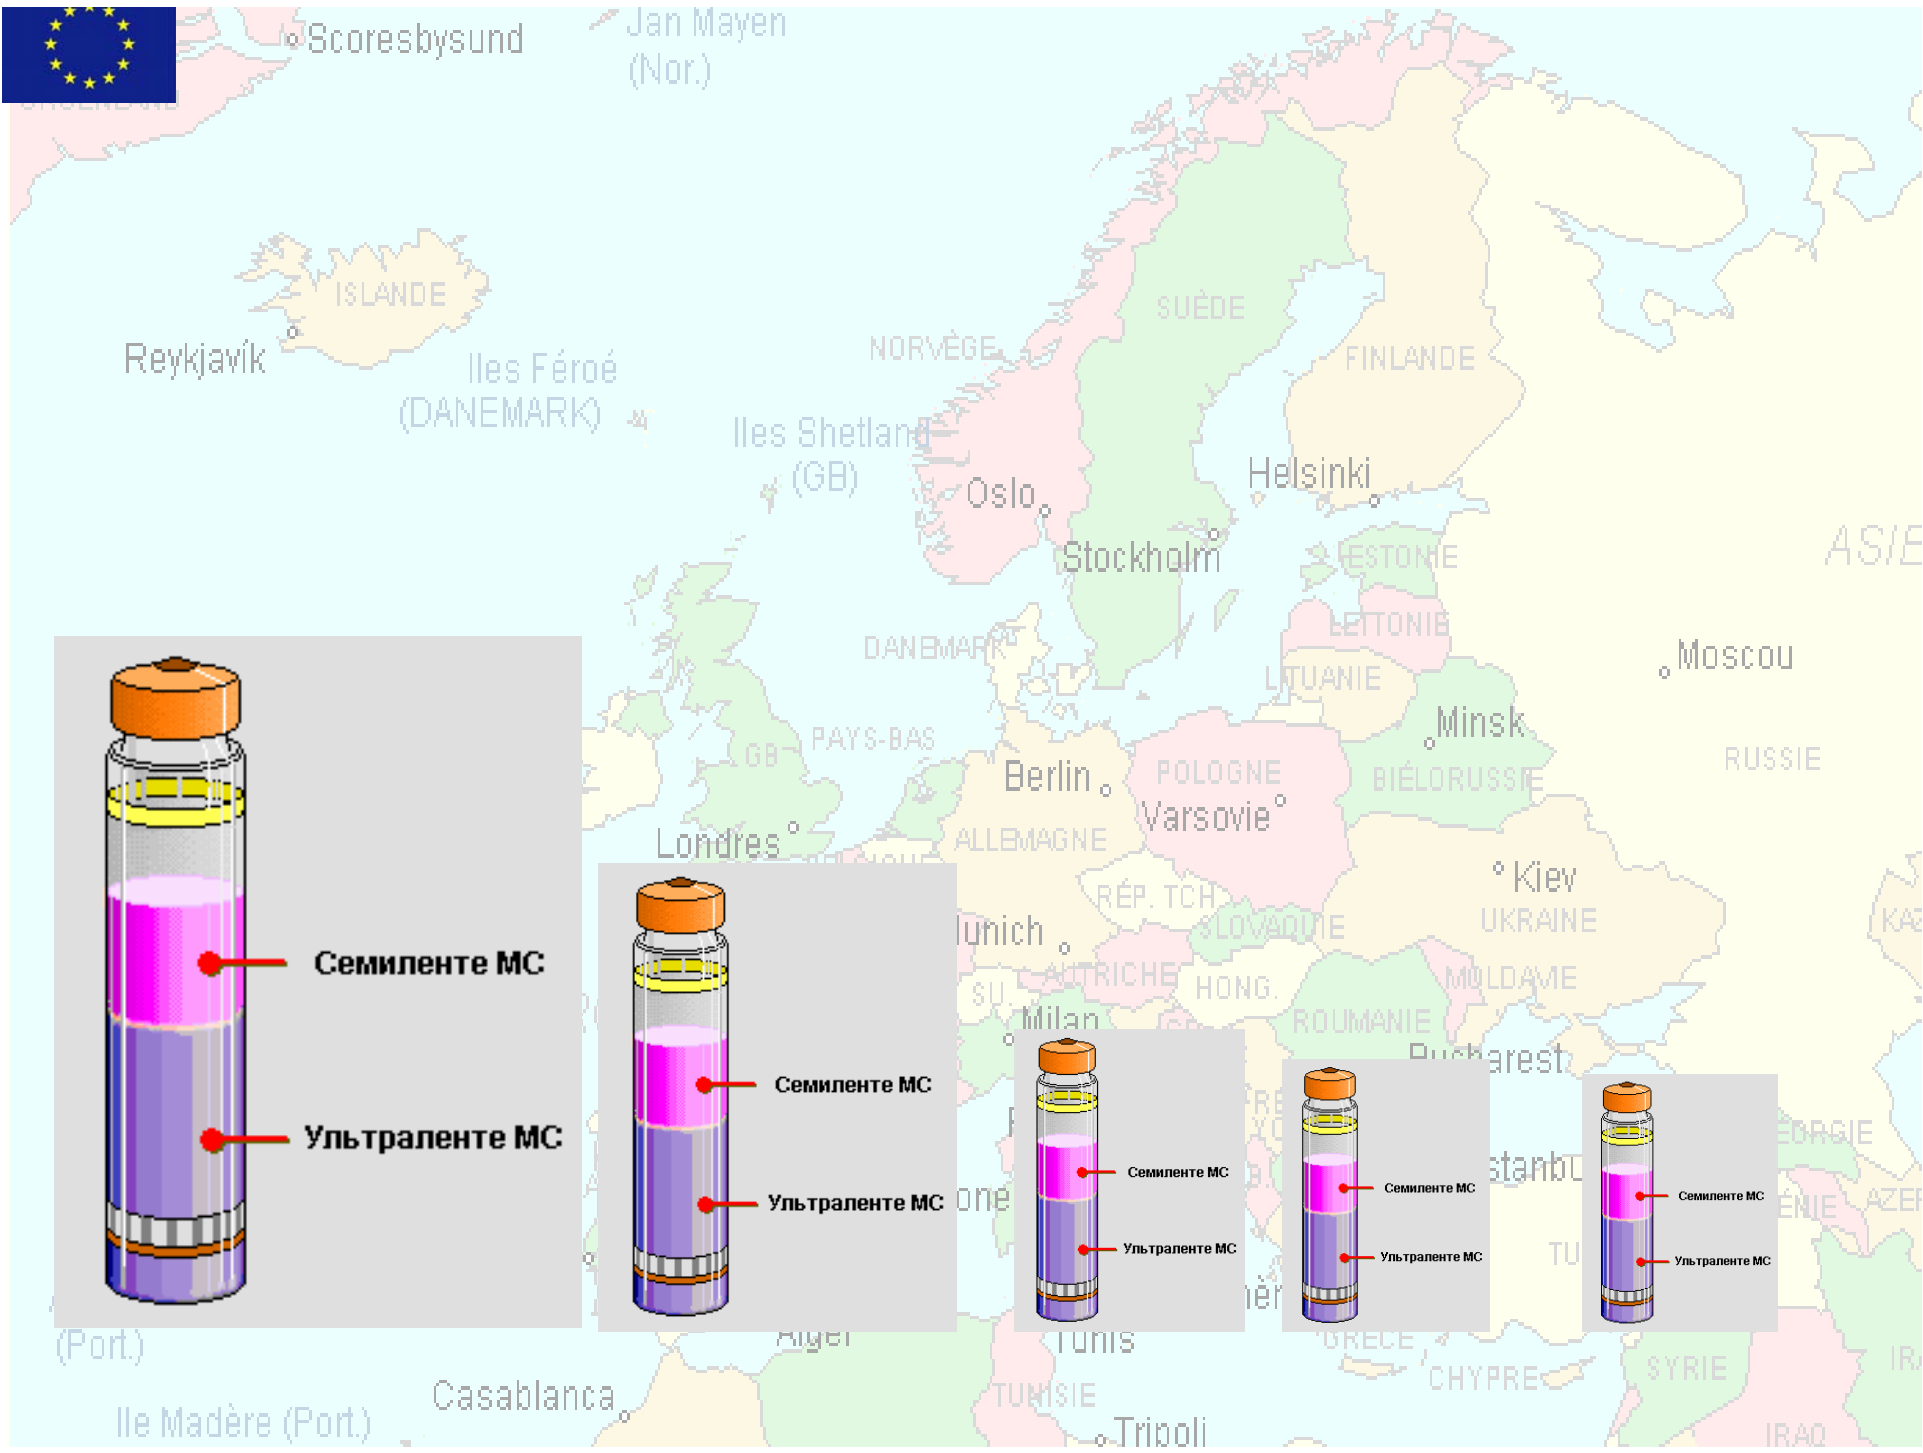 Scoresbysund
Jan Mayen
(Nor.)
ISLANDE
Reykjavík
Iles Féroé
(DANEMARK)
Iles Shetland
(GB)
NORVÈGE
SUÈDE
FINLANDE
Oslo
Helsinki
Stockholm
ESTONIE
ASIE
LETTONIE
DANEMARK
LITUANIE
Moscou
Minsk
GB
PAYS-BAS
Berlin
POLOGNE
BIÉLORUSSIE
RUSSIE
Varsovie
Londres
ALLEMAGNE
RÉP. TCH
Kiev
UKRAINE
SLOVAQUIE
AUTRICHE
SU.
HONG.
MOLDAVIE
Milan
ROUMANIE
Bucharest
Семиленте МС
Ультраленте МС
Семиленте МС
Ультраленте МС
Семиленте МС
Ультраленте МС
Семиленте МС
Ультраленте МС
Семиленте МС
Ультраленте МС
(Port.)
Alger
Tunis
GRECE
CHYPRE
SYRIE
Casablanca
TUNISIE
Ile Madère (Port.)
Tripoli
IRAQ